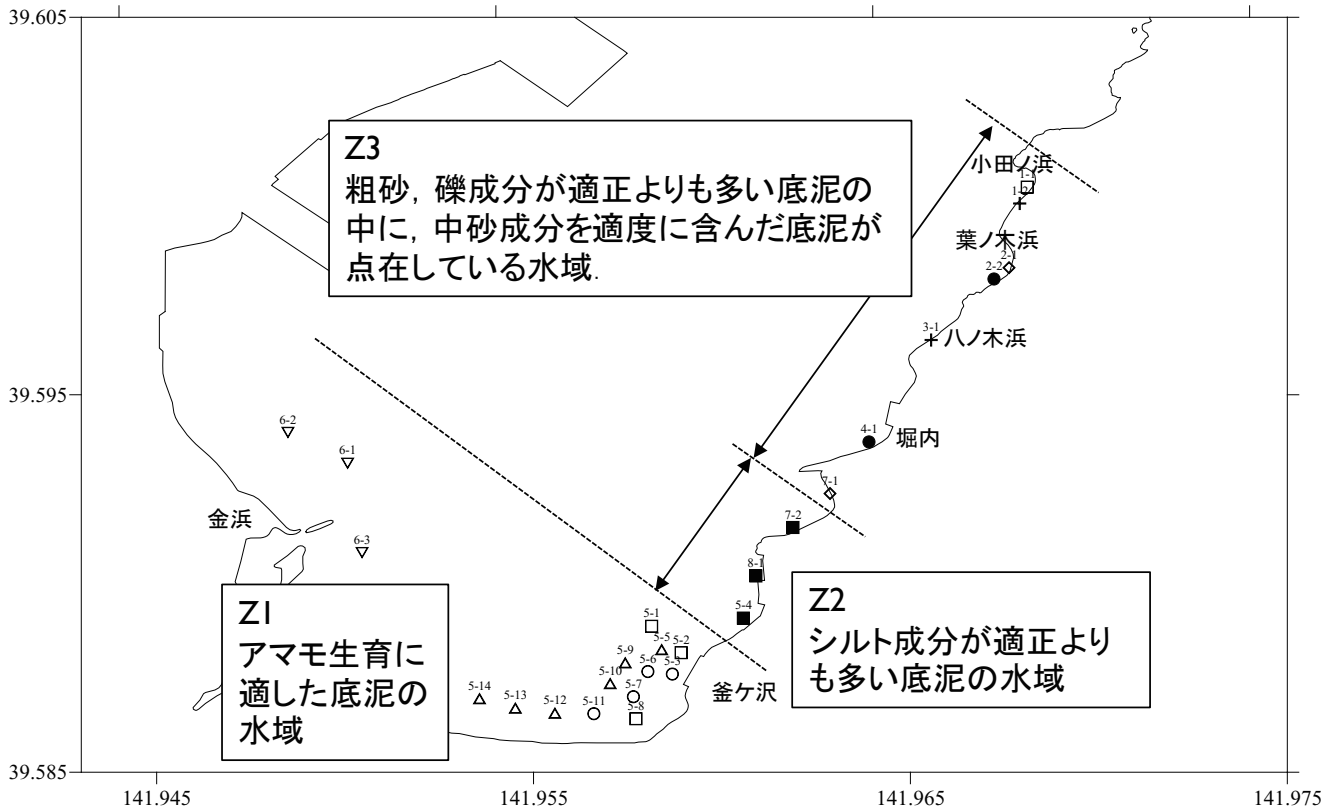 39.605
Z3
粗砂，礫成分が適正よりも多い底泥の
中に，中砂成分を適度に含んだ底泥が
点在している水域．
小田ノ浜
1-1
1-2
葉ノ木浜
2-1
2-2
3-1
八ノ木浜
39.595
6-2
6-1
4-1
堀内
7-1
金浜
7-2
6-3
8-1
Z1
アマモ生育に
適した底泥の
水域
Z2
シルト成分が適正より
も多い底泥の水域
5-4
5-1
5-5
5-2
5-9
5-6
5-3
5-10
釜ケ沢
5-14
5-13
5-12
5-11
5-7
5-8
39.585
141.945
141.955
141.965
141.975